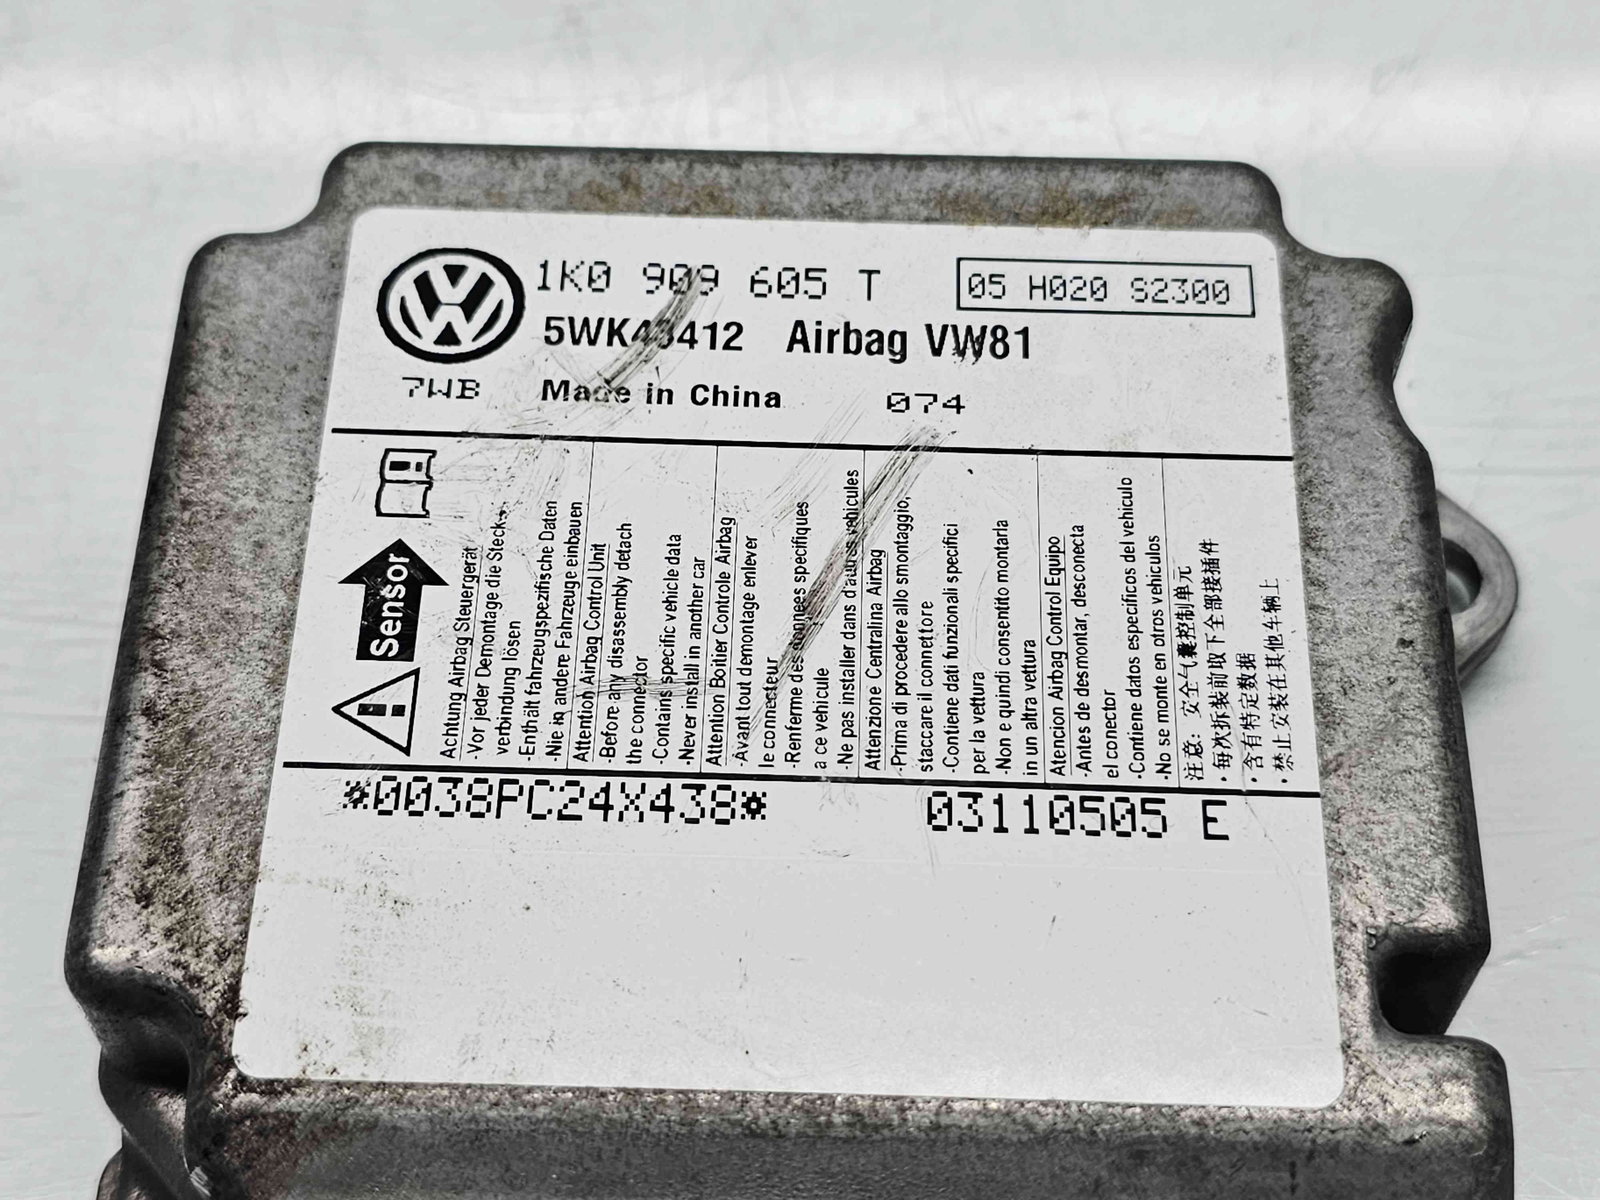 1K0 909 605 T
05 H020 S2300
5WK43412 Airbag VW81
7WB Made in China 074
Sensor
Achtung Airbag Steuergerät
-Vor jeder Demontage die Steck-
verbindung lösen
-Enthält fahrzeugspezifische Daten
-Nie in andere Fahrzeuge einbauen
Attention Airbag Control Unit
-Before any disassembly detach
the connector
-Contains specific vehicle data
-Never install in another car
Attention Boîtier Controle Airbag
-Avant tout demontage enlever
le connecteur
-Renferme des données specifiques
a ce vehicule
-Ne pas installer dans d'autres vehicules
Attenzione Centralina Airbag
-Prima di procedere allo smontaggio,
staccare il connettore
-Contiene dati funzionali specifici
per la vettura
-Non e quindi consentito montarla
in un altra vettura
Atencion Airbag Control Equipo
-Antes de desmontar, desconecta
el conector
-Contiene datos especificos del vehiculo
-No se monte en otros vehiculos
注意：安全气囊控制单元
·每次拆装前取下全部接插件
·含有特定数据
·禁止安装在其他车辆上
*0038PC24X438*
03110505 E